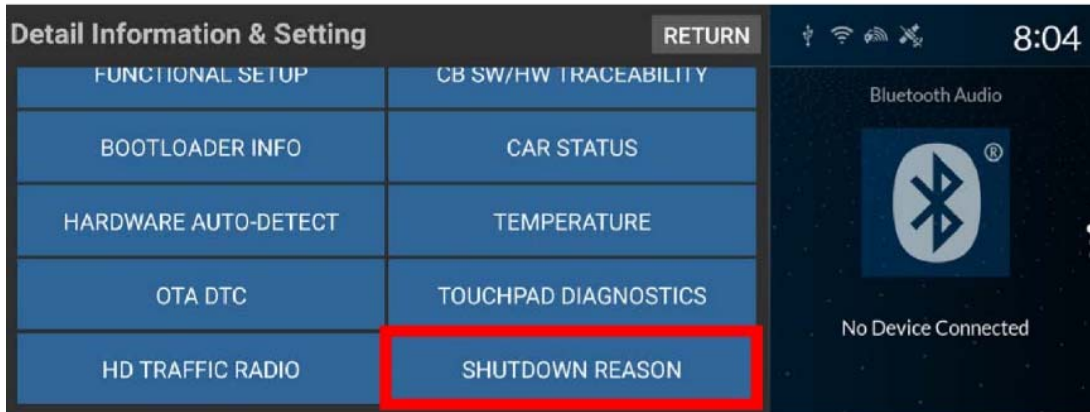 Detail Information & Setting
RETURN
FUNCTIONAL SETUP
CB SW/HW TRACEABILITY
BOOTLOADER INFO
CAR STATUS
HARDWARE AUTO-DETECT
TEMPERATURE
OTA DTC
TOUCHPAD DIAGNOSTICS
HD TRAFFIC RADIO
SHUTDOWN REASON
8:04
Bluetooth Audio
®
No Device Connected